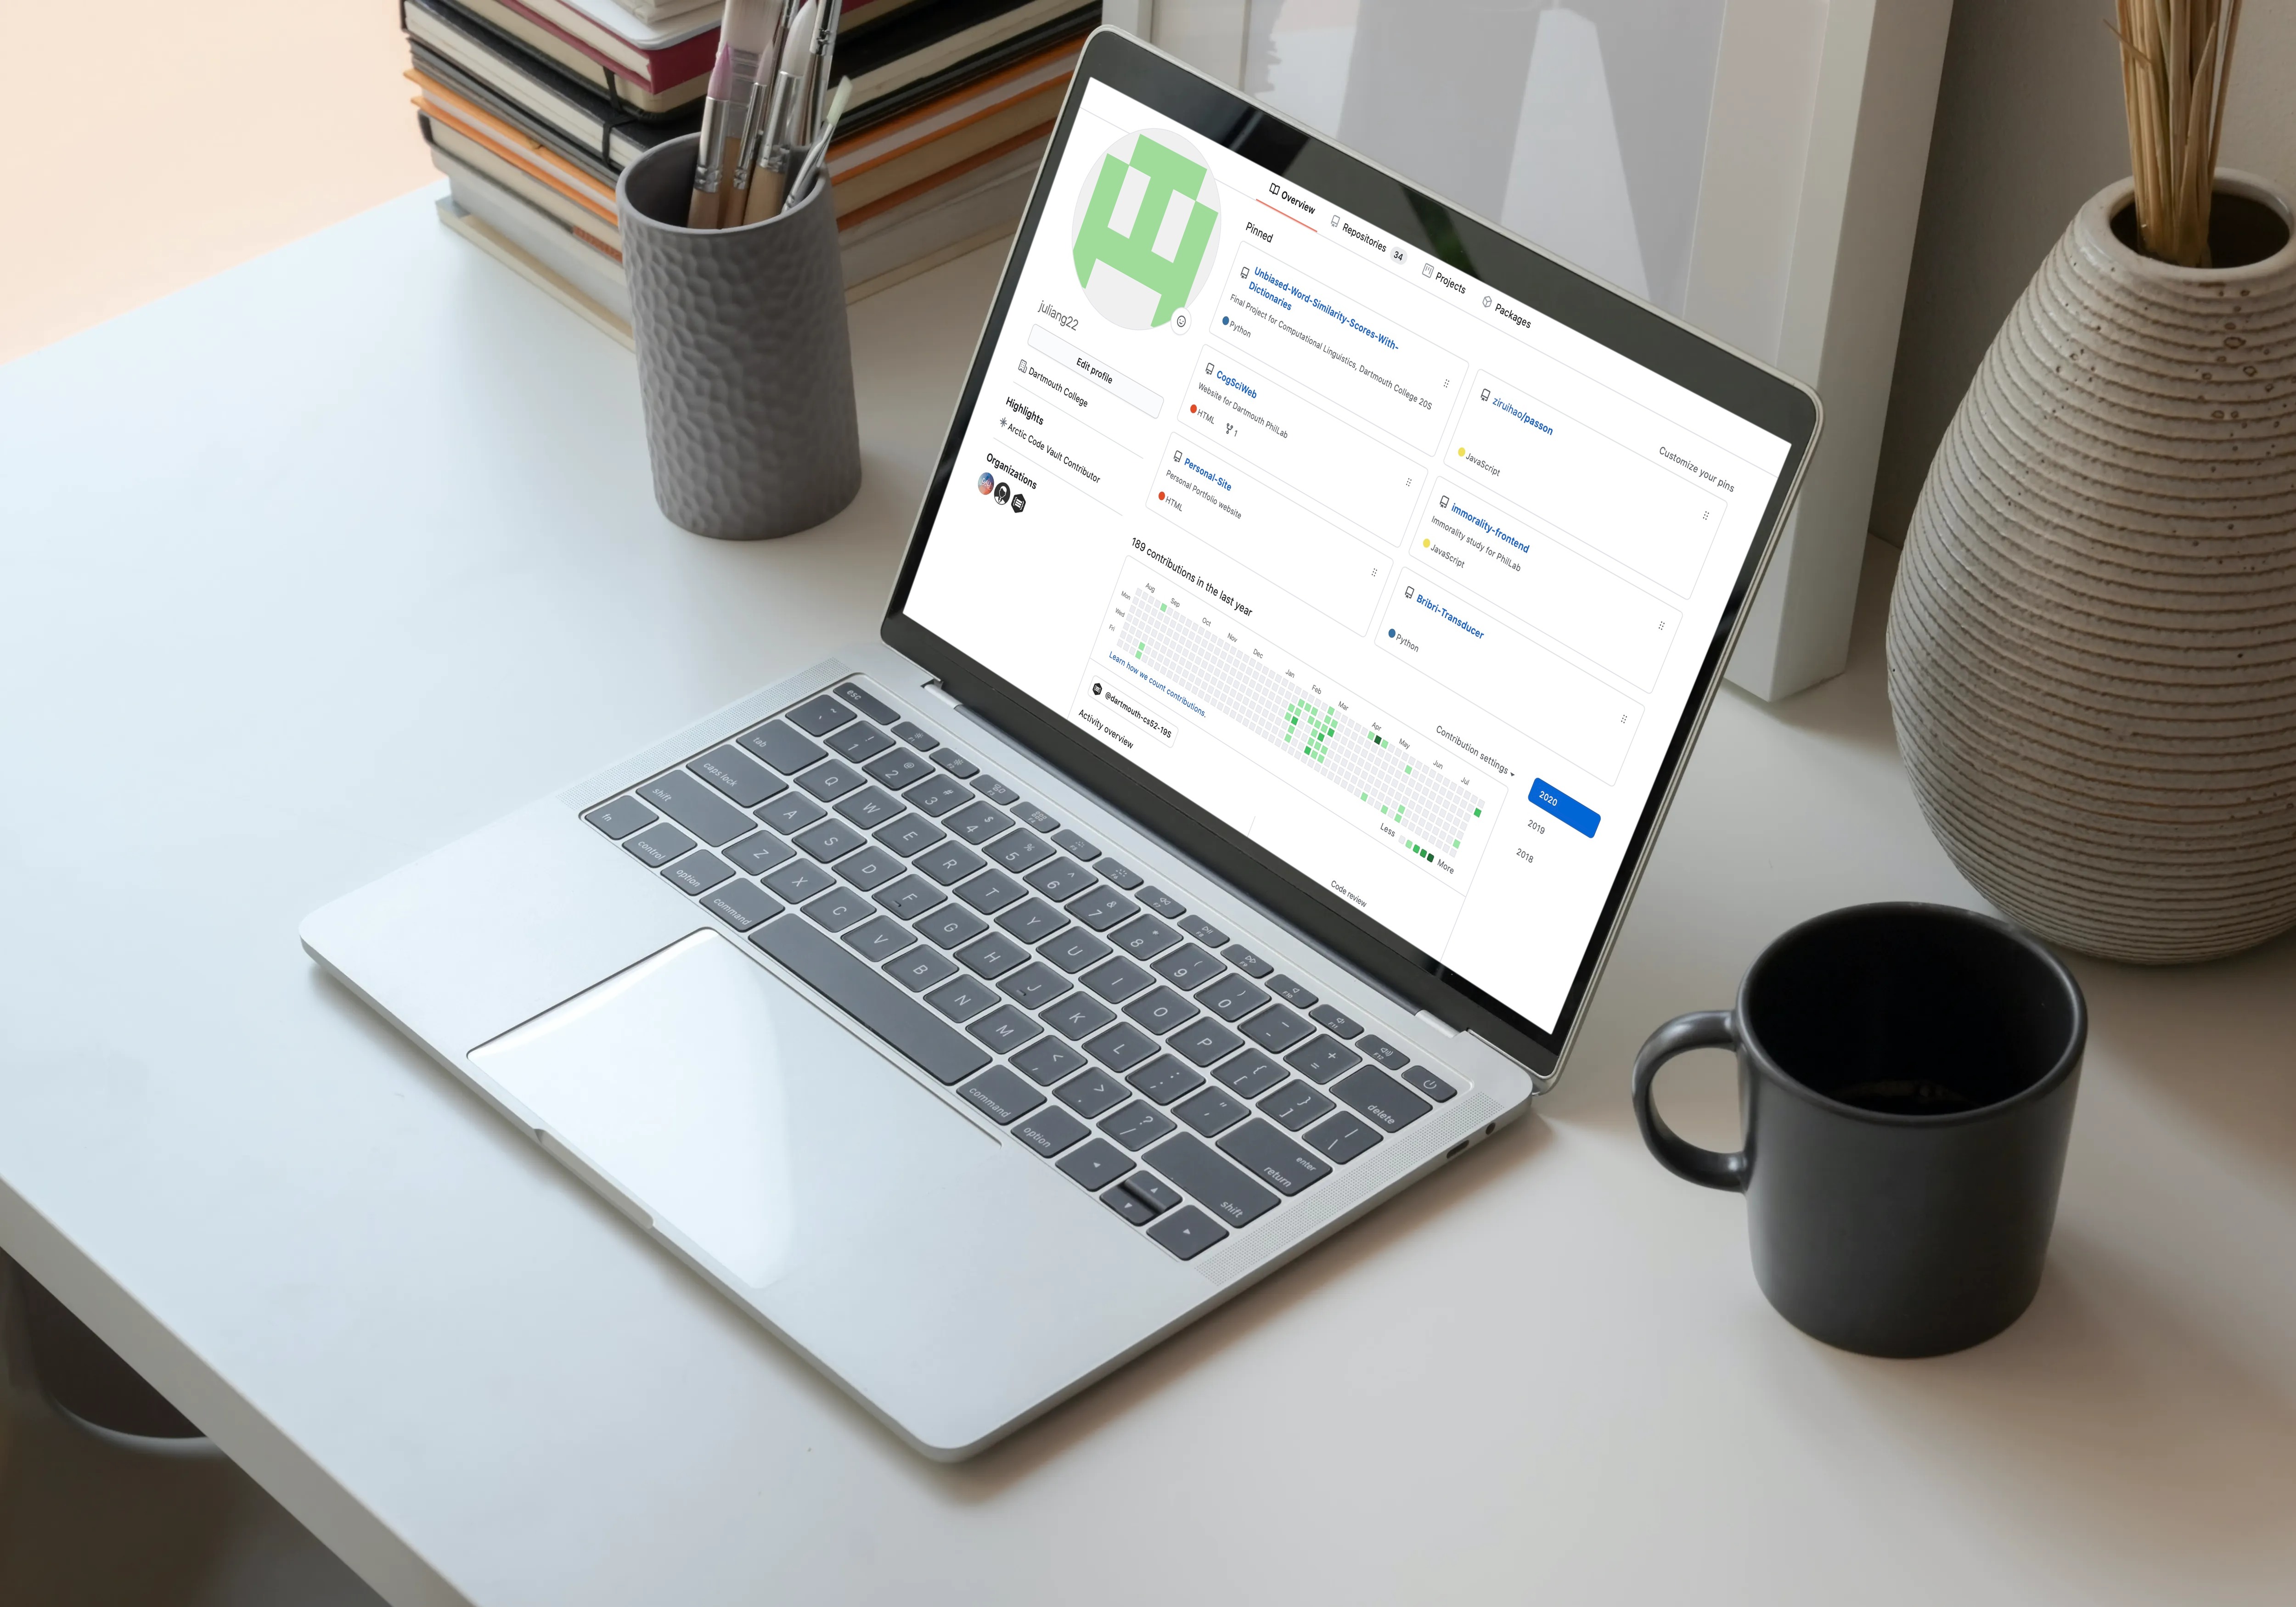 Overview
Repositories 34
Projects
Packages
juliang22
Edit profile
Dartmouth College
Highlights
Arctic Code Vault Contributor
Organizations
Pinned
Customize your pins
Unbiased-Word-Similarity-Scores-With-
Dictionaries
Final Project for Computational Linguistics, Dartmouth College 20S
Python
ziruihao/passon
JavaScript
CogSciWeb
Website for Dartmouth PhilLab
HTML 1
immorality-frontend
Immorality study for PhilLab
JavaScript
Personal-Site
Personal Portfolio website
HTML
Bribri-Transducer
Python
189 contributions in the last year
Contribution settings
Aug Sep Oct Nov Dec Jan Feb Mar Apr May Jun Jul
Mon
Wed
Fri
Learn how we count contributions.
Less More
2020
2019
2018
@dartmouth-cs52-19S
Activity overview
Code review
esc
~ ` ! 1 @ 2 # 3 $ 4 % 5 ^ 6 & 7 * 8 ( 9 ) 0 _ - + = delete
tab Q W E R T Y U I O P { [ } ] | \
caps lock A S D F G H J K L : ; " ' enter return
shift Z X C V B N M < , > . ? / shift
fn control option command command option